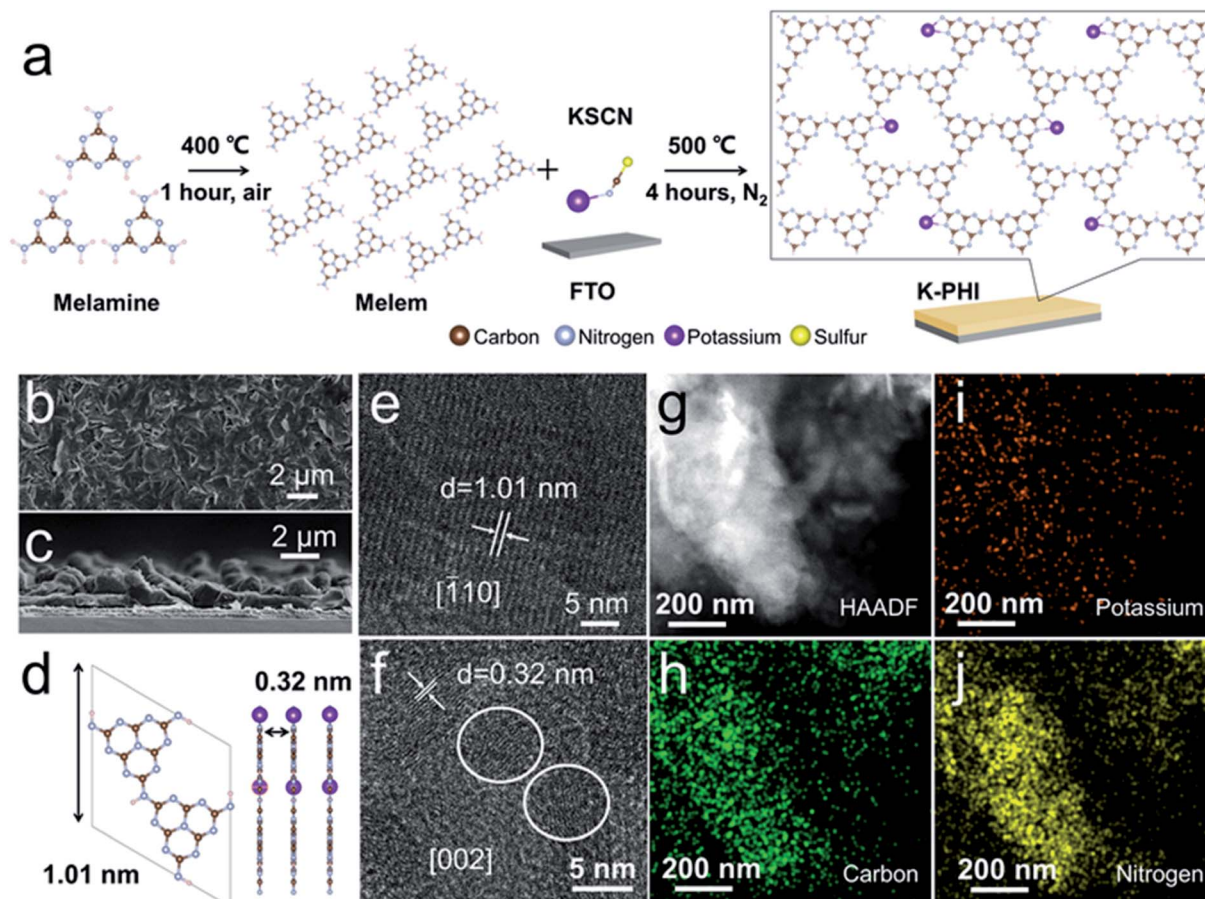 a
400 ℃
1 hour, air
KSCN
500 ℃
4 hours, N₂
Melamine
Melem
FTO
K-PHI
Carbon
Nitrogen
Potassium
Sulfur
b
2 μm
c
2 μm
d
0.32 nm
1.01 nm
e
d=1.01 nm
[1̅10]
5 nm
f
d=0.32 nm
[002]
5 nm
g
200 nm
HAADF
h
200 nm
Carbon
i
200 nm
Potassium
j
200 nm
Nitrogen